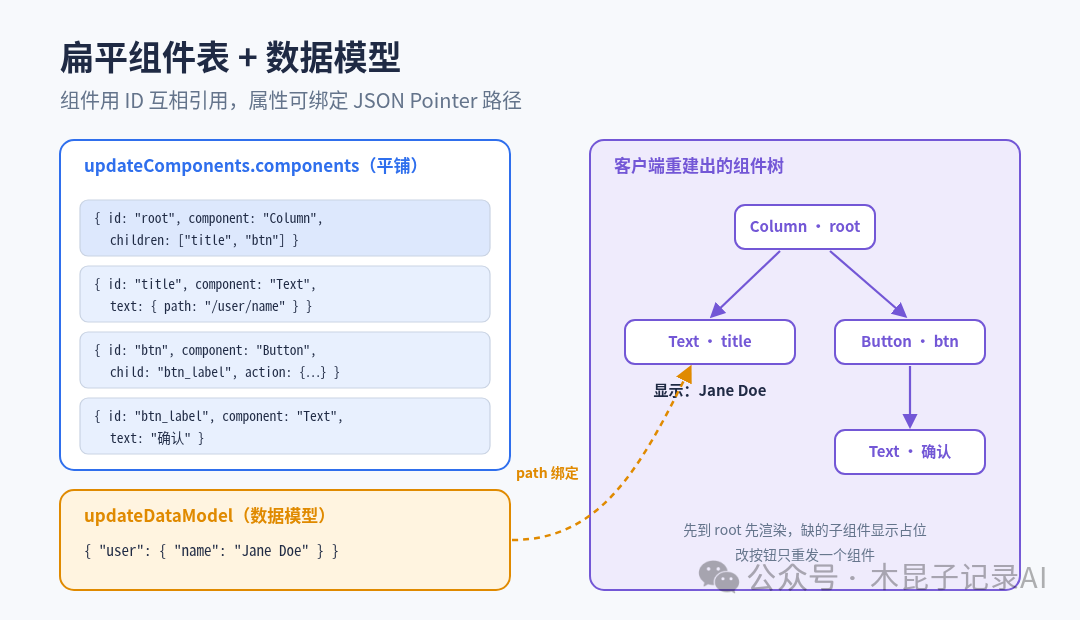 扁平组件表 + 数据模型
组件用 ID 互相引用，属性可绑定 JSON Pointer 路径
updateComponents.components（平铺）
{ id: "root", component: "Column",
children: ["title", "btn"] }
{ id: "title", component: "Text",
text: { path: "/user/name" } }
{ id: "btn", component: "Button",
child: "btn_label", action: {…} }
{ id: "btn_label", component: "Text",
text: "确认" }
updateDataModel（数据模型）
{ "user": { "name": "Jane Doe" } }
path 绑定
客户端重建出的组件树
Column · root
Text · title
Button · btn
显示：Jane Doe
Text · 确认
先到 root 先渲染，缺的子组件显示占位
改按钮只重发一个组件
公众号 · 木昆子记录AI